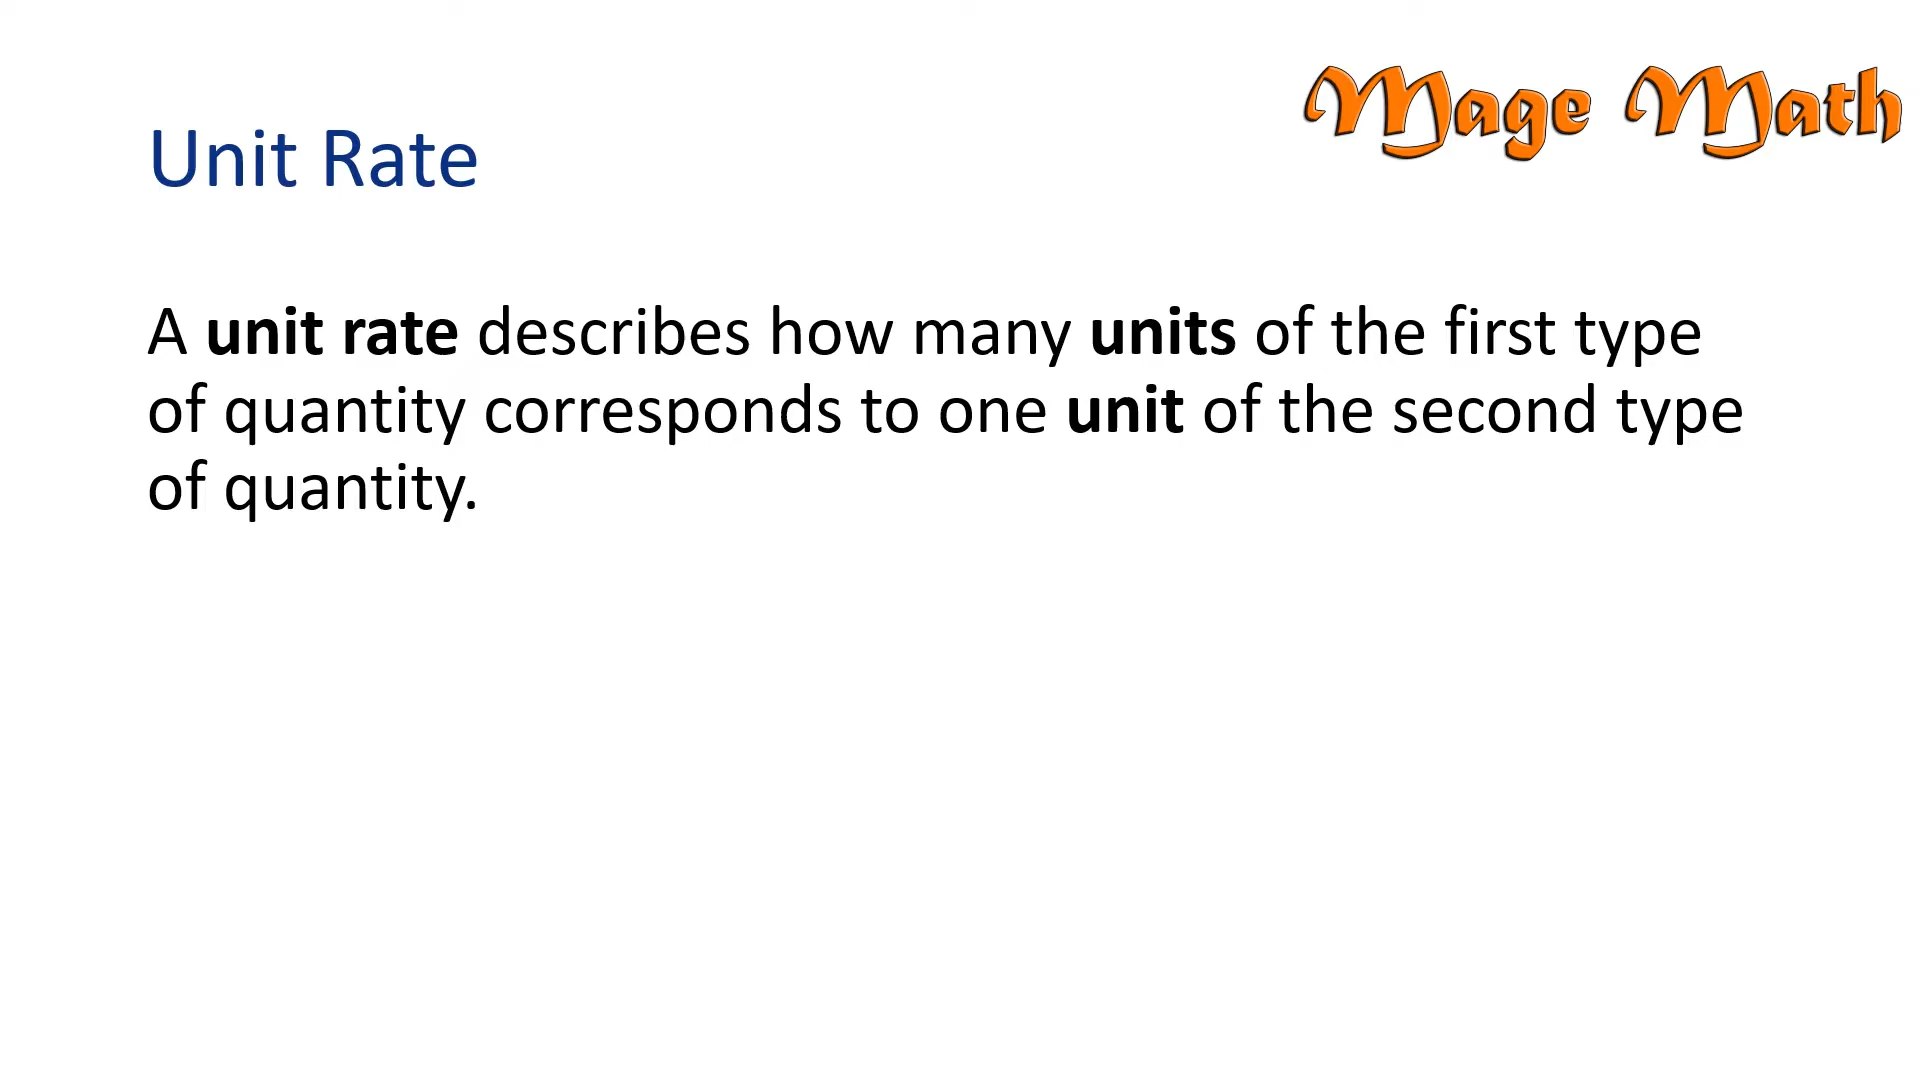 Mage Math
Unit Rate
A unit rate describes how many units of the first type
of quantity corresponds to one unit of the second type
of quantity.